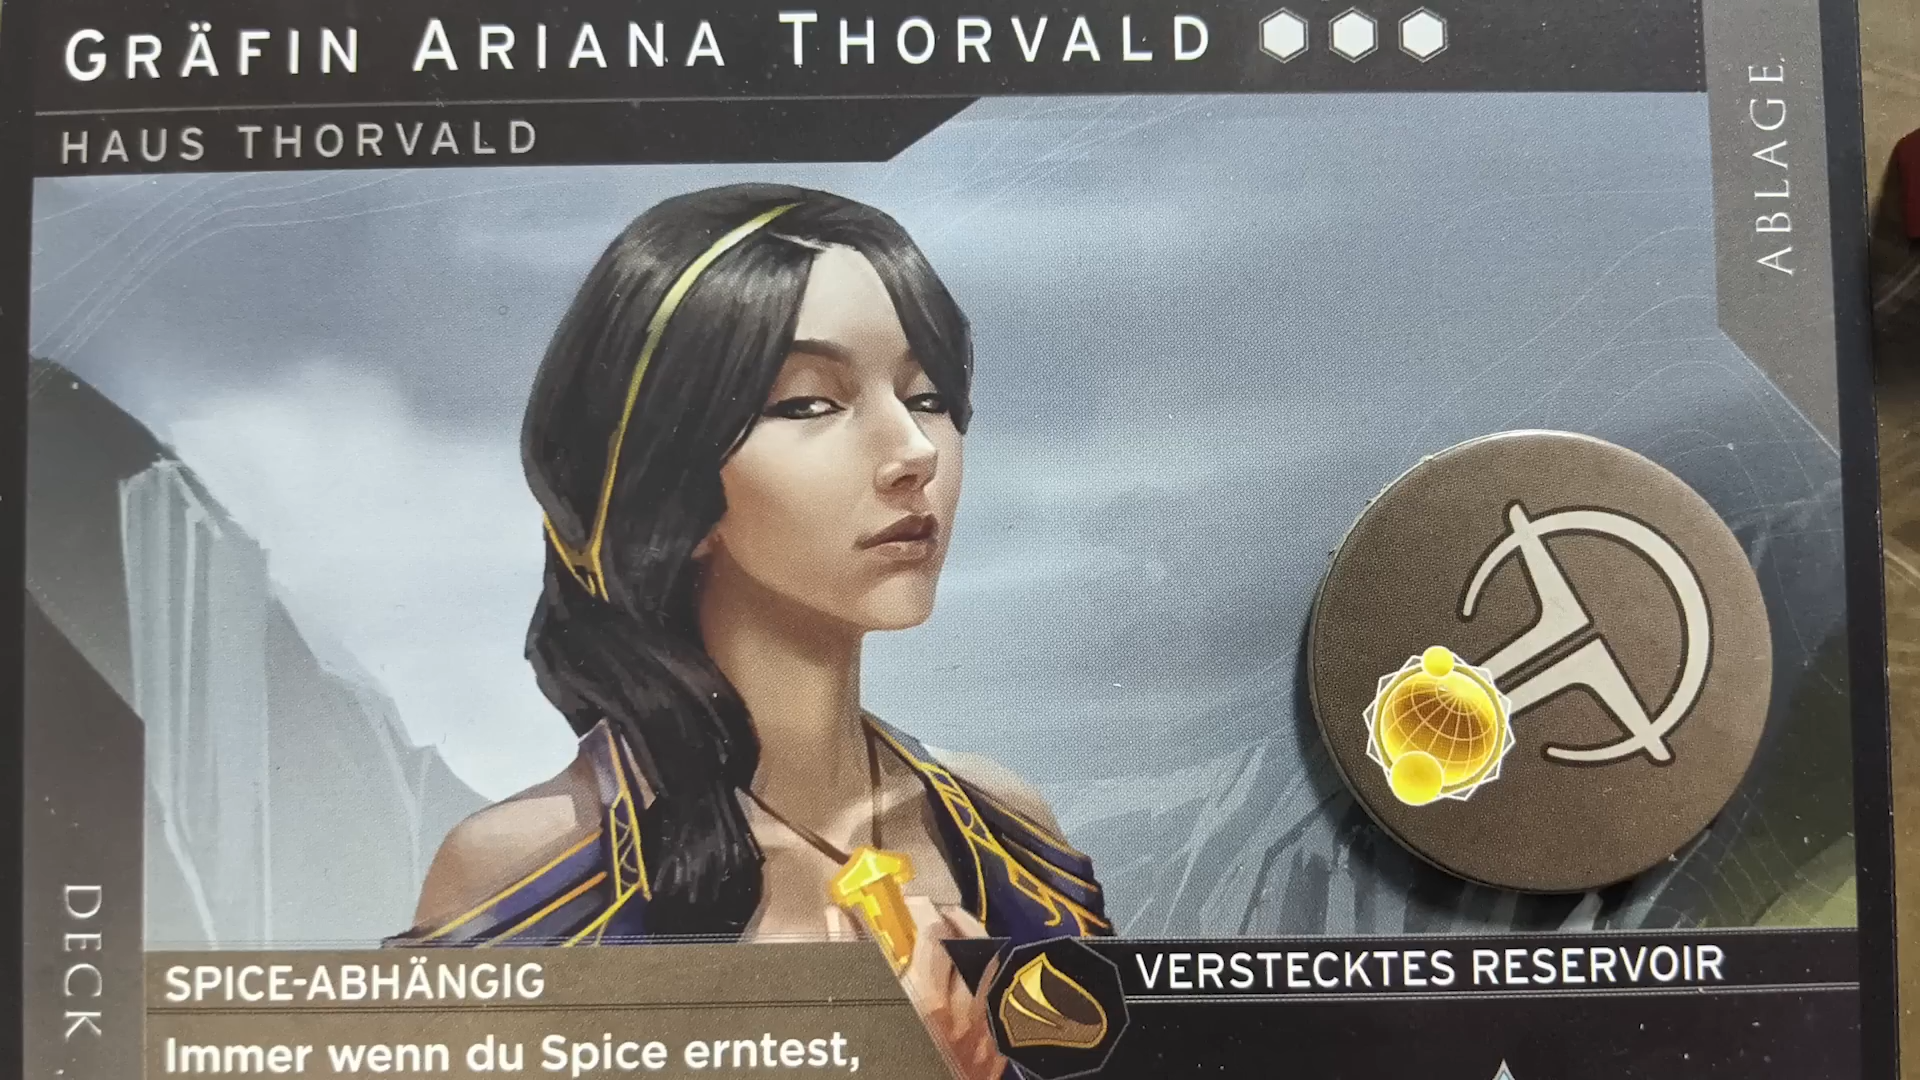 GRÄFIN ARIANA THORVALD
HAUS THORVALD
ABLAGE
DECK
SPICE-ABHÄNGIG
Immer wenn du Spice erntest,
VERSTECKTES RESERVOIR